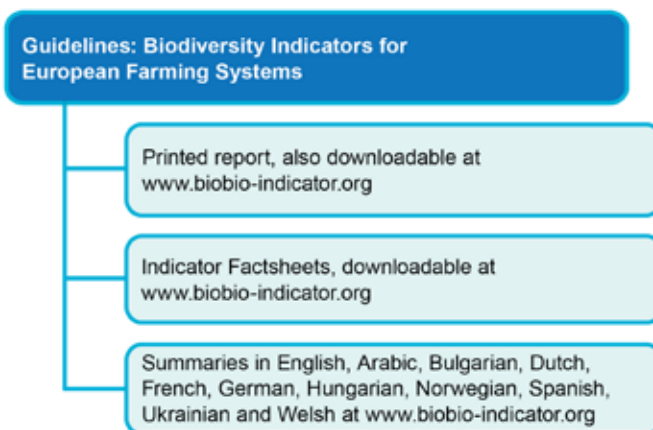 Guidelines: Biodiversity Indicators for
European Farming Systems
Printed report, also downloadable at
www.biobio-indicator.org
Indicator Factsheets, downloadable at
www.biobio-indicator.org
Summaries in English, Arabic, Bulgarian, Dutch,
French, German, Hungarian, Norwegian, Spanish,
Ukrainian and Welsh at www.biobio-indicator.org